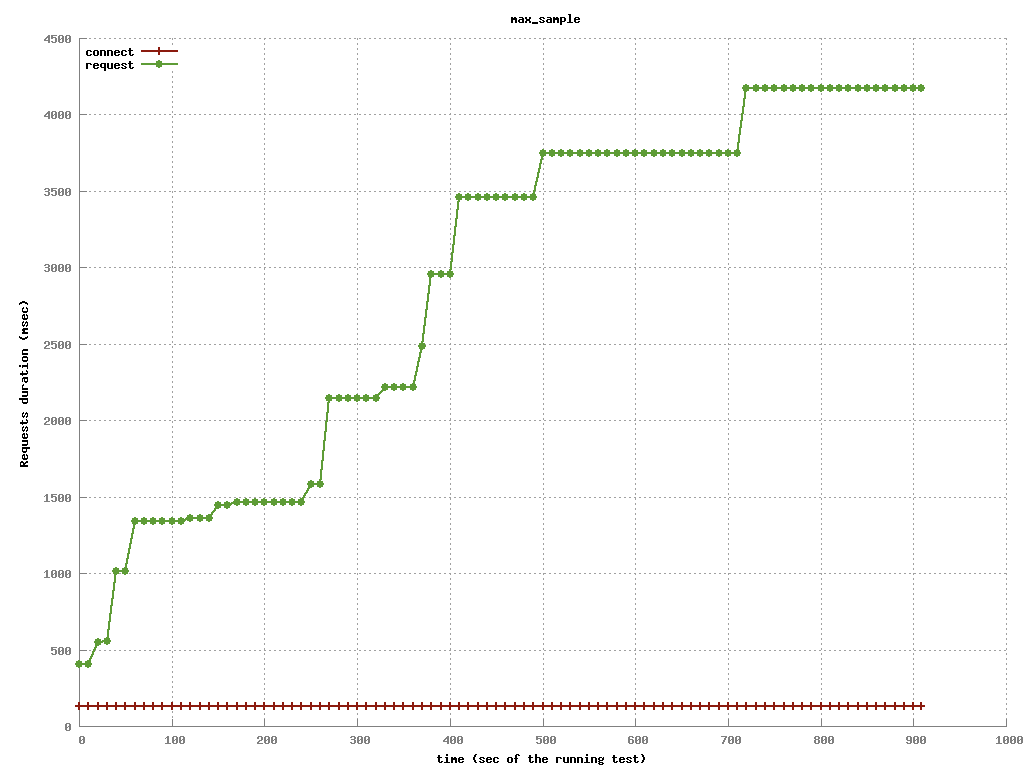 max_sample
4500
4000
3500
3000
2500
2000
1500
1000
500
0
connect
request
Requests duration (msec)
0 100 200 300 400 500 600 700 800 900 1000
time (sec of the running test)